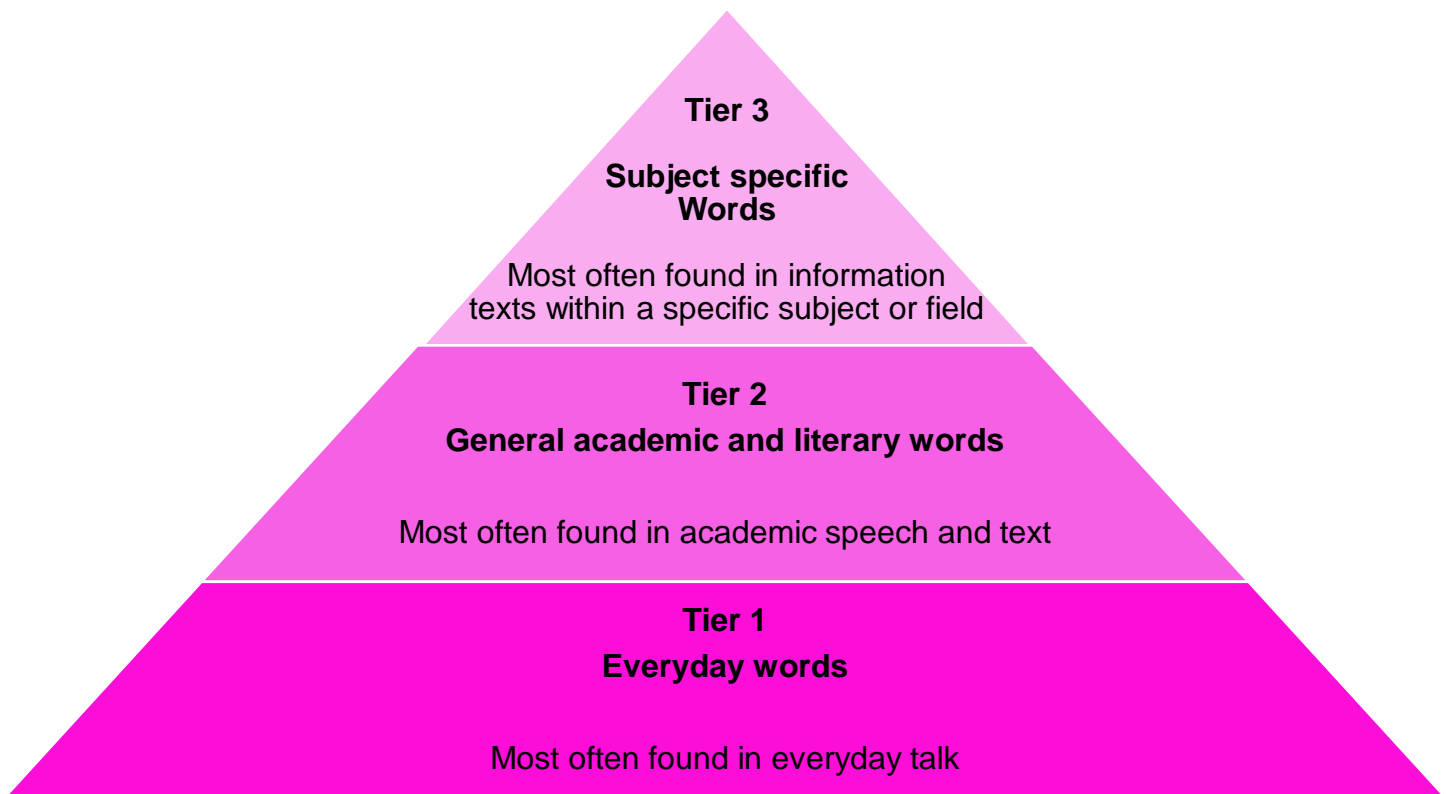 Tier 3
Subject specific
Words
Most often found in information
texts within a specific subject or field
Tier 2
General academic and literary words
Most often found in academic speech and text
Tier 1
Everyday words
Most often found in everyday talk